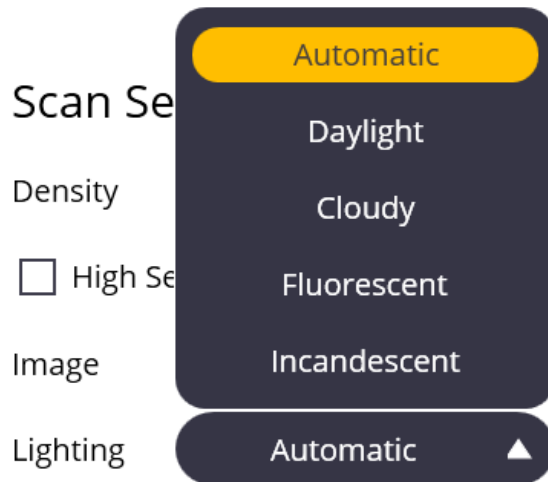 Automatic
Scan Se
Daylight
Density
Cloudy
High Se
Fluorescent
Image
Incandescent
Lighting
Automatic